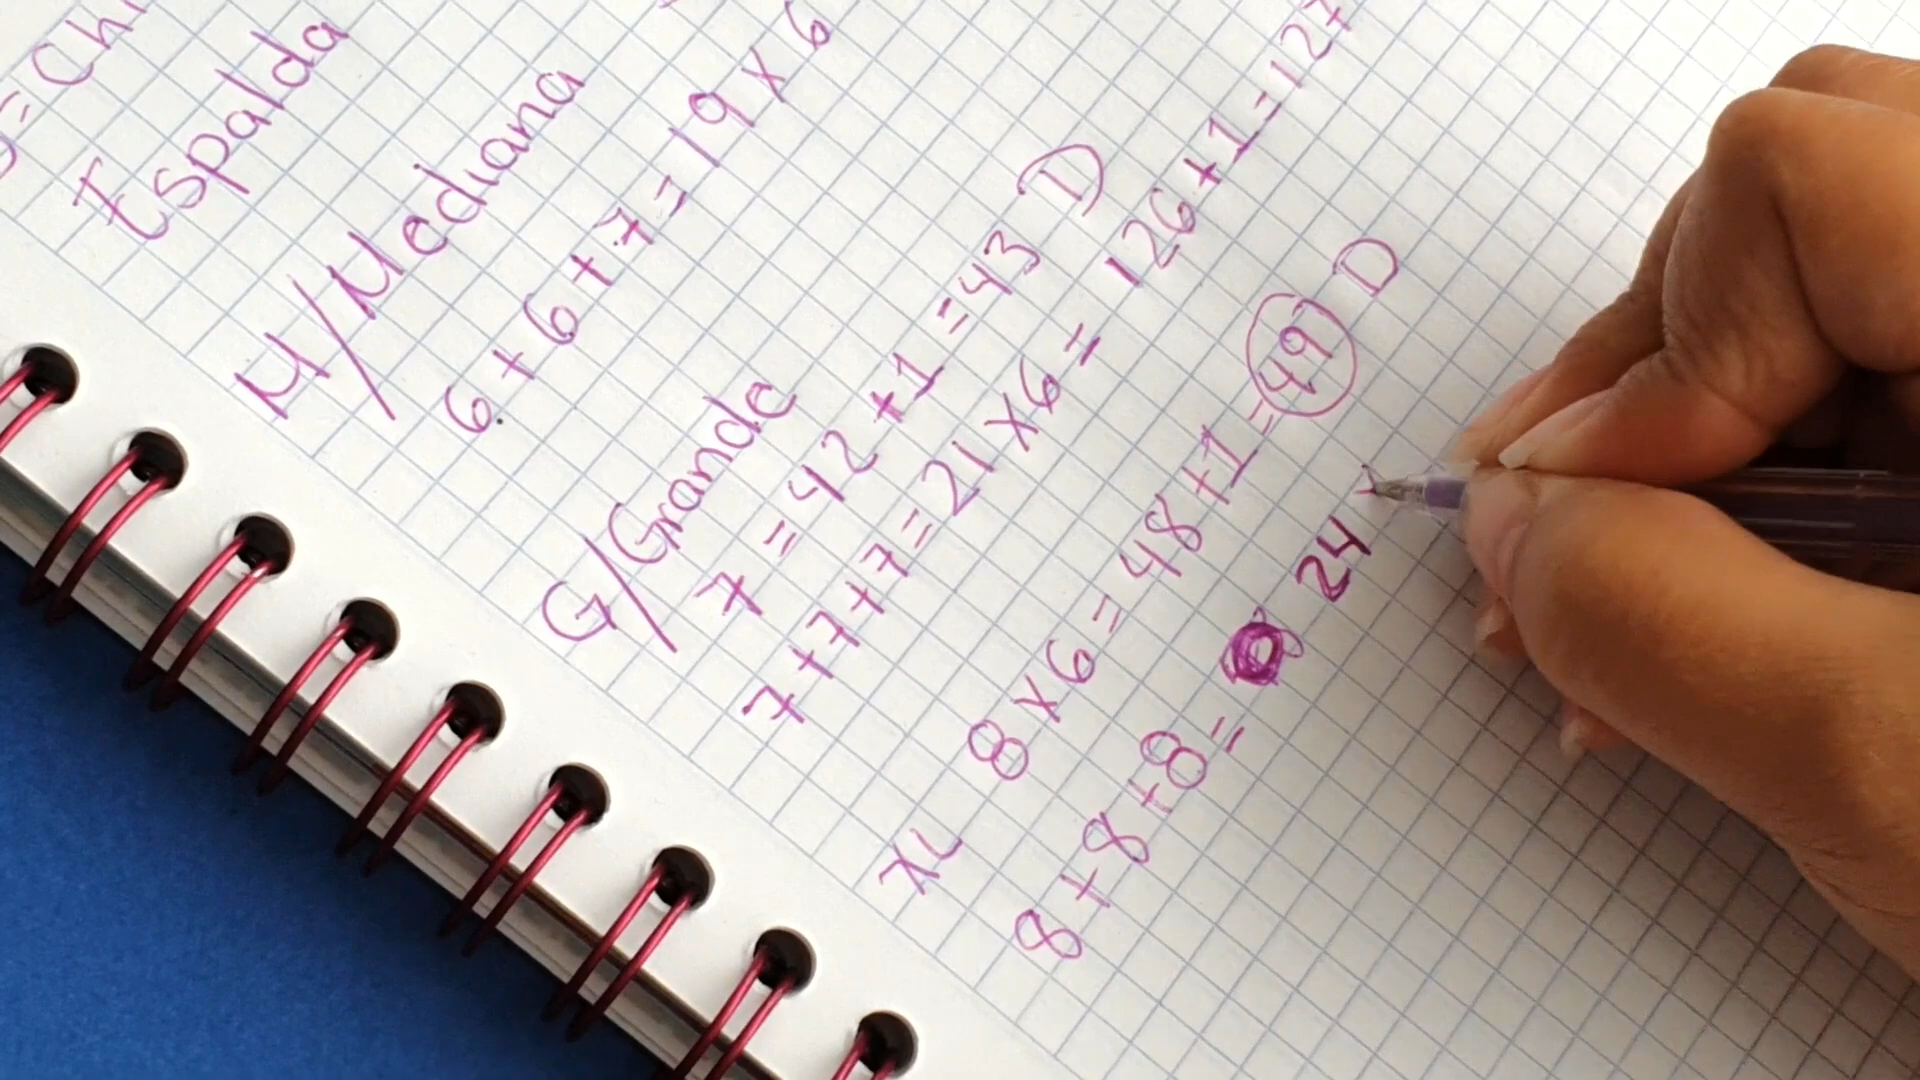 = Ch
Espalda
M/Mediana
6+6+7=19x6
G/Grande
7=42+1=43 D
7+7+7=21x6=126+1=127
XL 8x6=48+1=49 D
8+8+8= 24